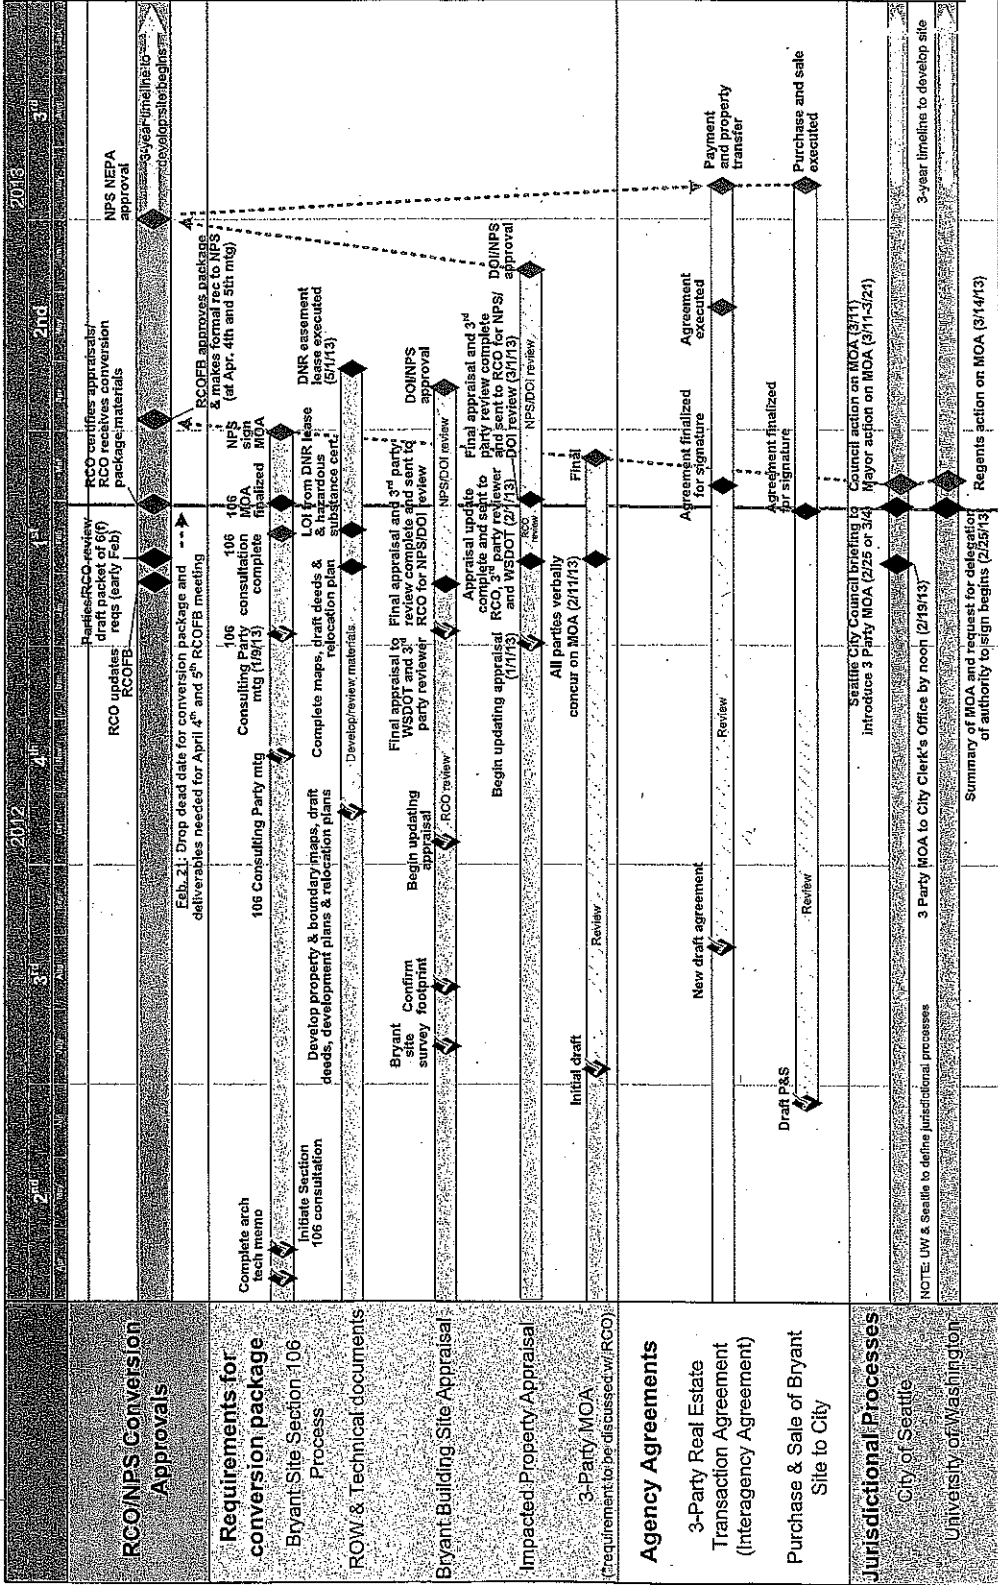 2012
2013
2nd
3rd
4th
1st
2nd
3rd
RCO/NPS Conversion
Approvals
RCO updates
RCOFB
Parties/RCO review
draft packet of 6(f)
reqs (early Feb)
RCO certifies appraisals/
RCO receives conversion
package materials
NPS NEPA
approval
3-year timeline to
develop site begins
Feb. 21: Drop dead date for conversion package and
deliverables needed for April 4th and 5th RCOFB meeting
RCOFB approves package
& makes formal rec to NPS
(at Apr. 4th and 5th mtg)
Requirements for
conversion package
Bryant Site Section 106
Process
Complete arch
tech memo
Initiate Section
106 consultation
106 Consulting Party mtg
106
Consulting Party
mtg (1/9/13)
106
consultation
complete
106
MOA
finalized
NPS
sign
MOA
ROW & Technical documents
Develop property & boundary maps, draft
deeds, development plans & relocation plans
Develop/review materials
Complete maps, draft deeds &
relocation plan
LOI from DNR lease
& hazardous
substance cert.
DNR easement
lease executed
(5/1/13)
Bryant Building Site Appraisal
Bryant
site
survey
Confirm
footprint
Begin updating
appraisal
RCO review
Final appraisal to
WSDOT and 3rd
party reviewer
Final appraisal and 3rd party
review complete and sent to
RCO for NPS/DOI review
NPS/DOI review
DOI/NPS
approval
Impacted Property Appraisal
Begin updating appraisal
(1/1/13)
Appraisal update
complete and sent to
RCO, 3rd party reviewer
and WSDOT (2/1/13)
RCO
review
Final appraisal and 3rd
party review complete
and sent to RCO for NPS/
DOI review (3/1/13)
NPS/DOI review
DOI/NPS
approval
3-Party MOA
(requirement to be discussed w/ RCO)
Initial draft
Review
All parties verbally
concur on MOA (2/11/13)
Final
Agency Agreements
3-Party Real Estate
Transaction Agreement
(Interagency Agreement)
New draft agreement
Review
Agreement finalized
for signature
Agreement
executed
Payment
and property
transfer
Purchase & Sale of Bryant
Site to City
Draft P&S
Review
Agreement finalized
for signature
Purchase and sale
executed
Jurisdictional Processes
City of Seattle
Seattle City Council briefing to
introduce 3 Party MOA (2/25 or 3/4)
Council action on MOA (3/11)
Mayor action on MOA (3/11-3/21)
NOTE: UW & Seattle to define jurisdictional processes
3 Party MOA to City Clerk's Office by noon (2/19/13)
3-year timeline to develop site
University of Washington
Summary of MOA and request for delegation
of authority to sign begins (2/25/13)
Regents action on MOA (3/14/13)